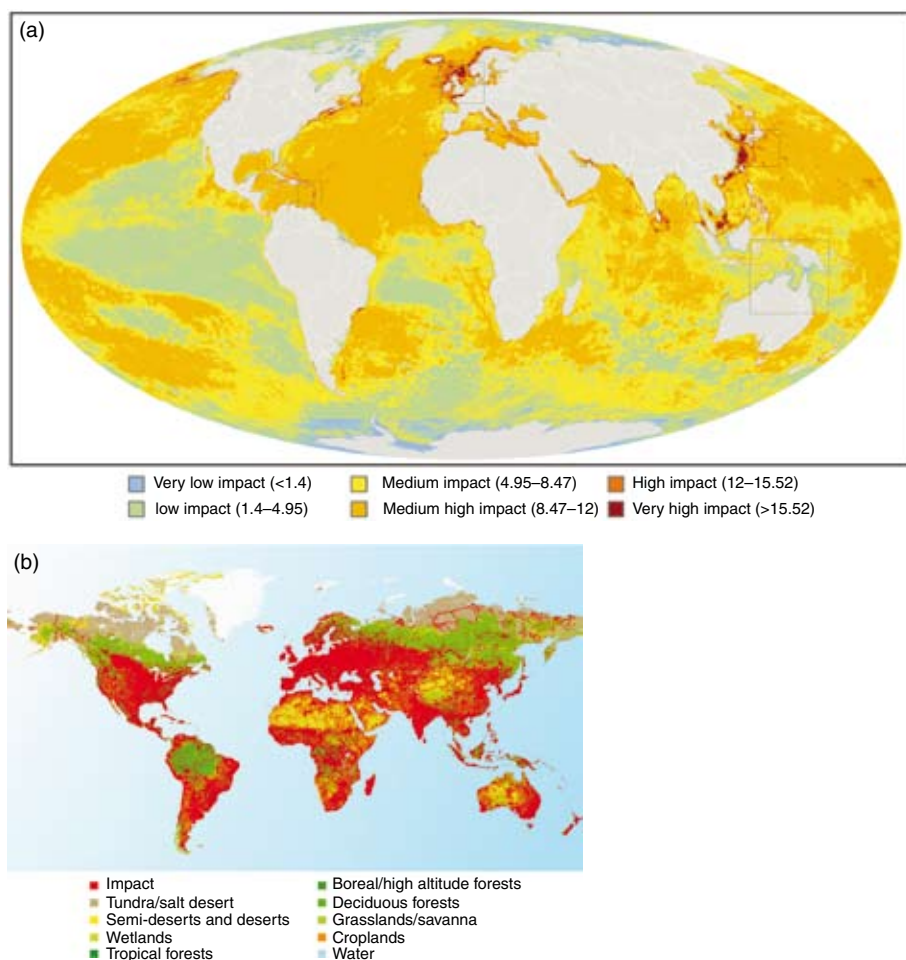 (a)
Very low impact (<1.4) Medium impact (4.95–8.47) High impact (12–15.52)
low impact (1.4–4.95) Medium high impact (8.47–12) Very high impact (>15.52)
(b)
Impact Boreal/high altitude forests
Tundra/salt desert Deciduous forests
Semi-deserts and deserts Grasslands/savanna
Wetlands Croplands
Tropical forests Water